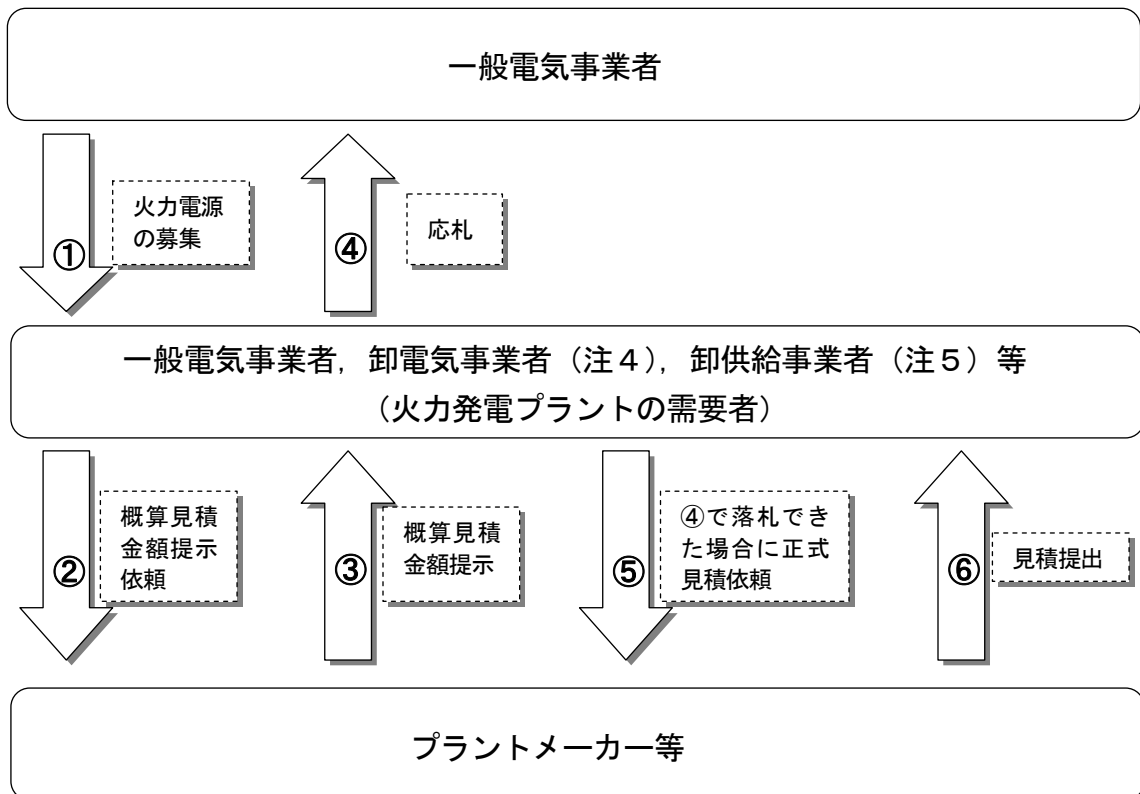 一般電気事業者
①
火力電源
の募集
④
応札
一般電気事業者，卸電気事業者（注４），卸供給事業者（注５）等
（火力発電プラントの需要者）
②
概算見積
金額提示
依頼
③
概算見積
金額提示
⑤
④で落札でき
た場合に正式
見積依頼
⑥
見積提出
プラントメーカー等